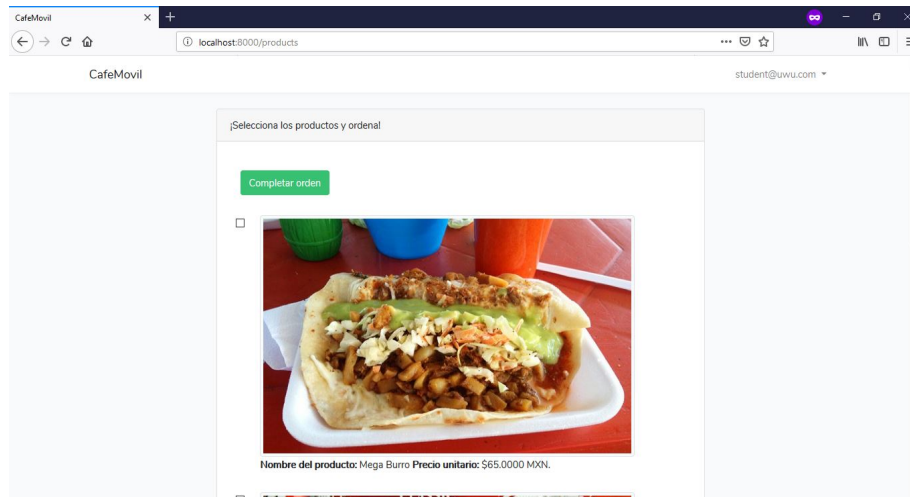 CafeMovil
localhost:8000/products
CafeMovil
student@uwu.com
¡Selecciona los productos y ordena!
Completar orden
Nombre del producto: Mega Burro Precio unitario: $65.0000 MXN.